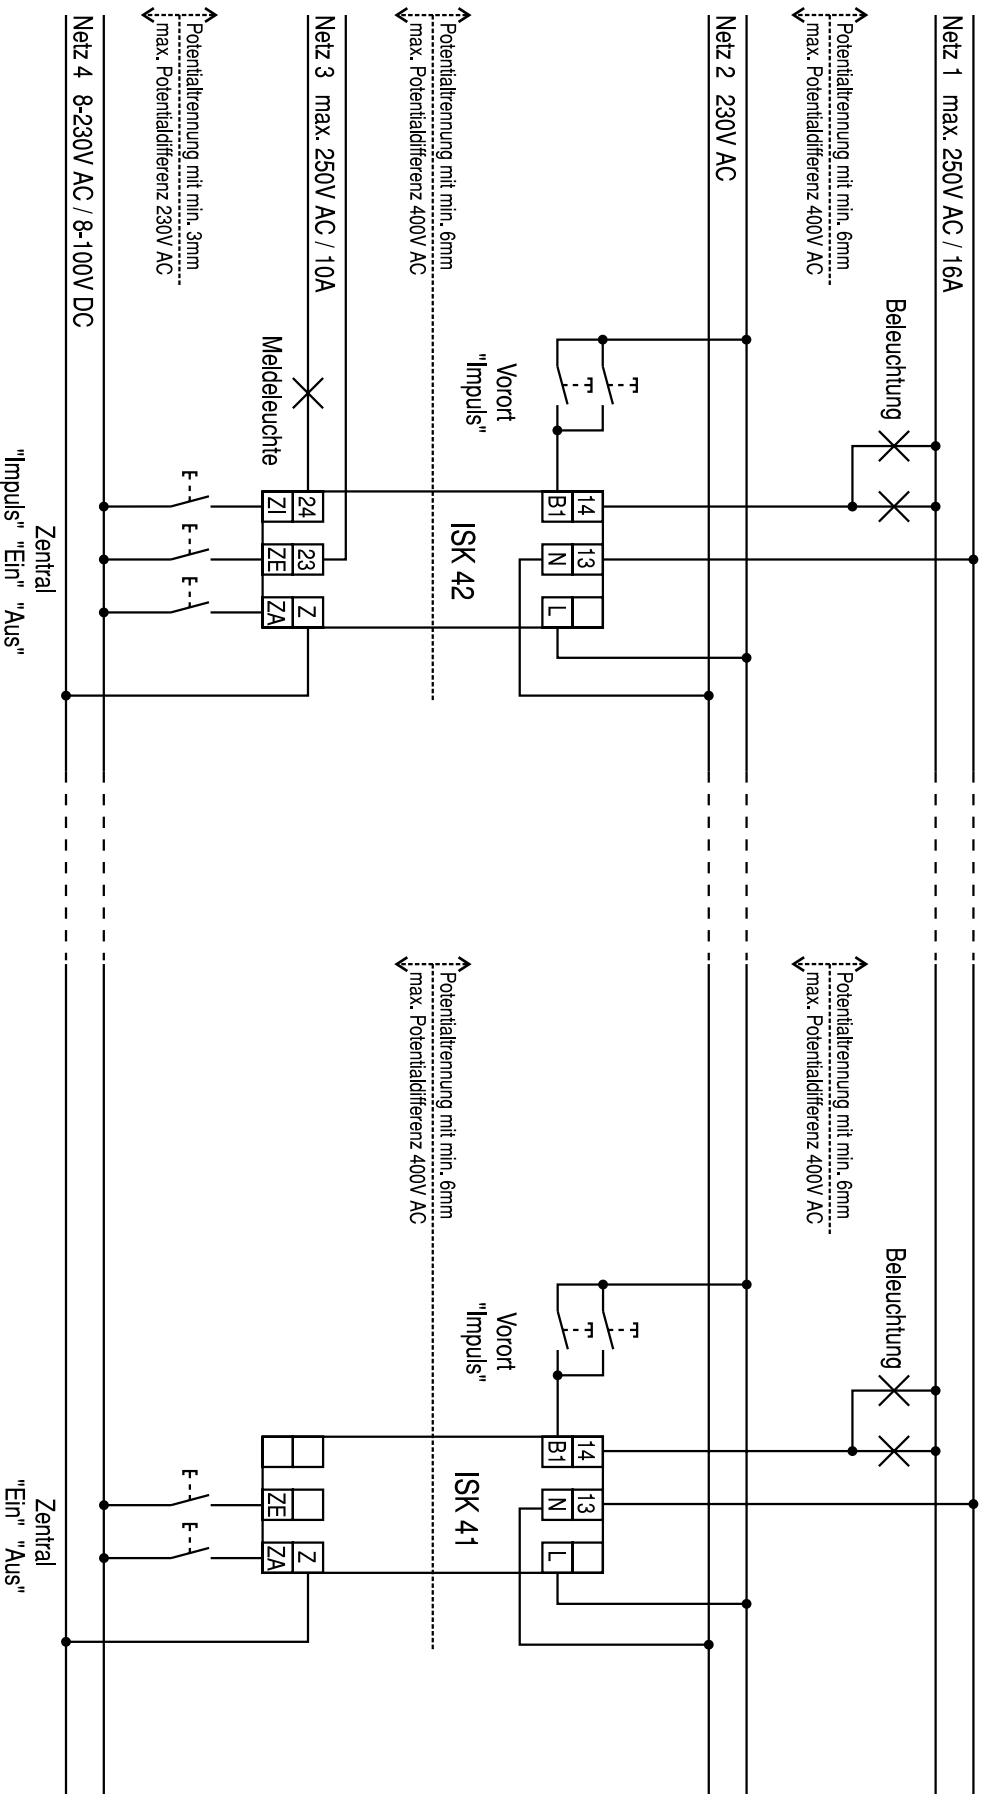 Netz 1 max. 250V AC / 16A
Beleuchtung
Beleuchtung
Potentialtrennung mit min. 6mm
max. Potentialdifferenz 400V AC
Potentialtrennung mit min. 6mm
max. Potentialdifferenz 400V AC
Netz 2 230V AC
14 13
B1 N L
14 13
B1 N L
Vorort
"Impuls"
Vorort
"Impuls"
ISK 42
ISK 41
Potentialtrennung mit min. 6mm
max. Potentialdifferenz 400V AC
Potentialtrennung mit min. 6mm
max. Potentialdifferenz 400V AC
Netz 3 max. 250V AC / 10A
Meldeleuchte
24 23 Z
ZI ZE ZA
Z
ZE ZA
Potentialtrennung mit min. 3mm
max. Potentialdifferenz 230V AC
Netz 4 8-230V AC / 8-100V DC
Zentral
"Impuls" "Ein" "Aus"
Zentral
"Ein" "Aus"